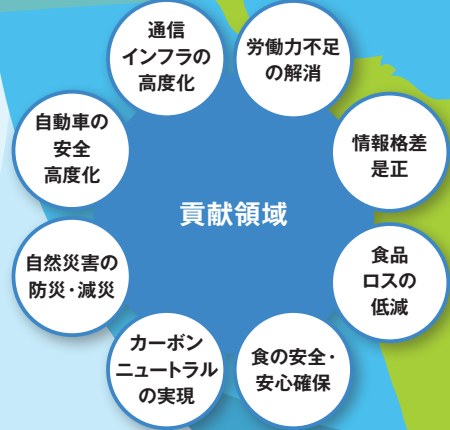 通信
インフラの
高度化
労働力不足
の解消
自動車の
安全
高度化
情報格差
是正
貢献領域
自然災害の
防災・減災
食品
ロスの
低減
カーボン
ニュートラル
の実現
食の安全・
安心確保